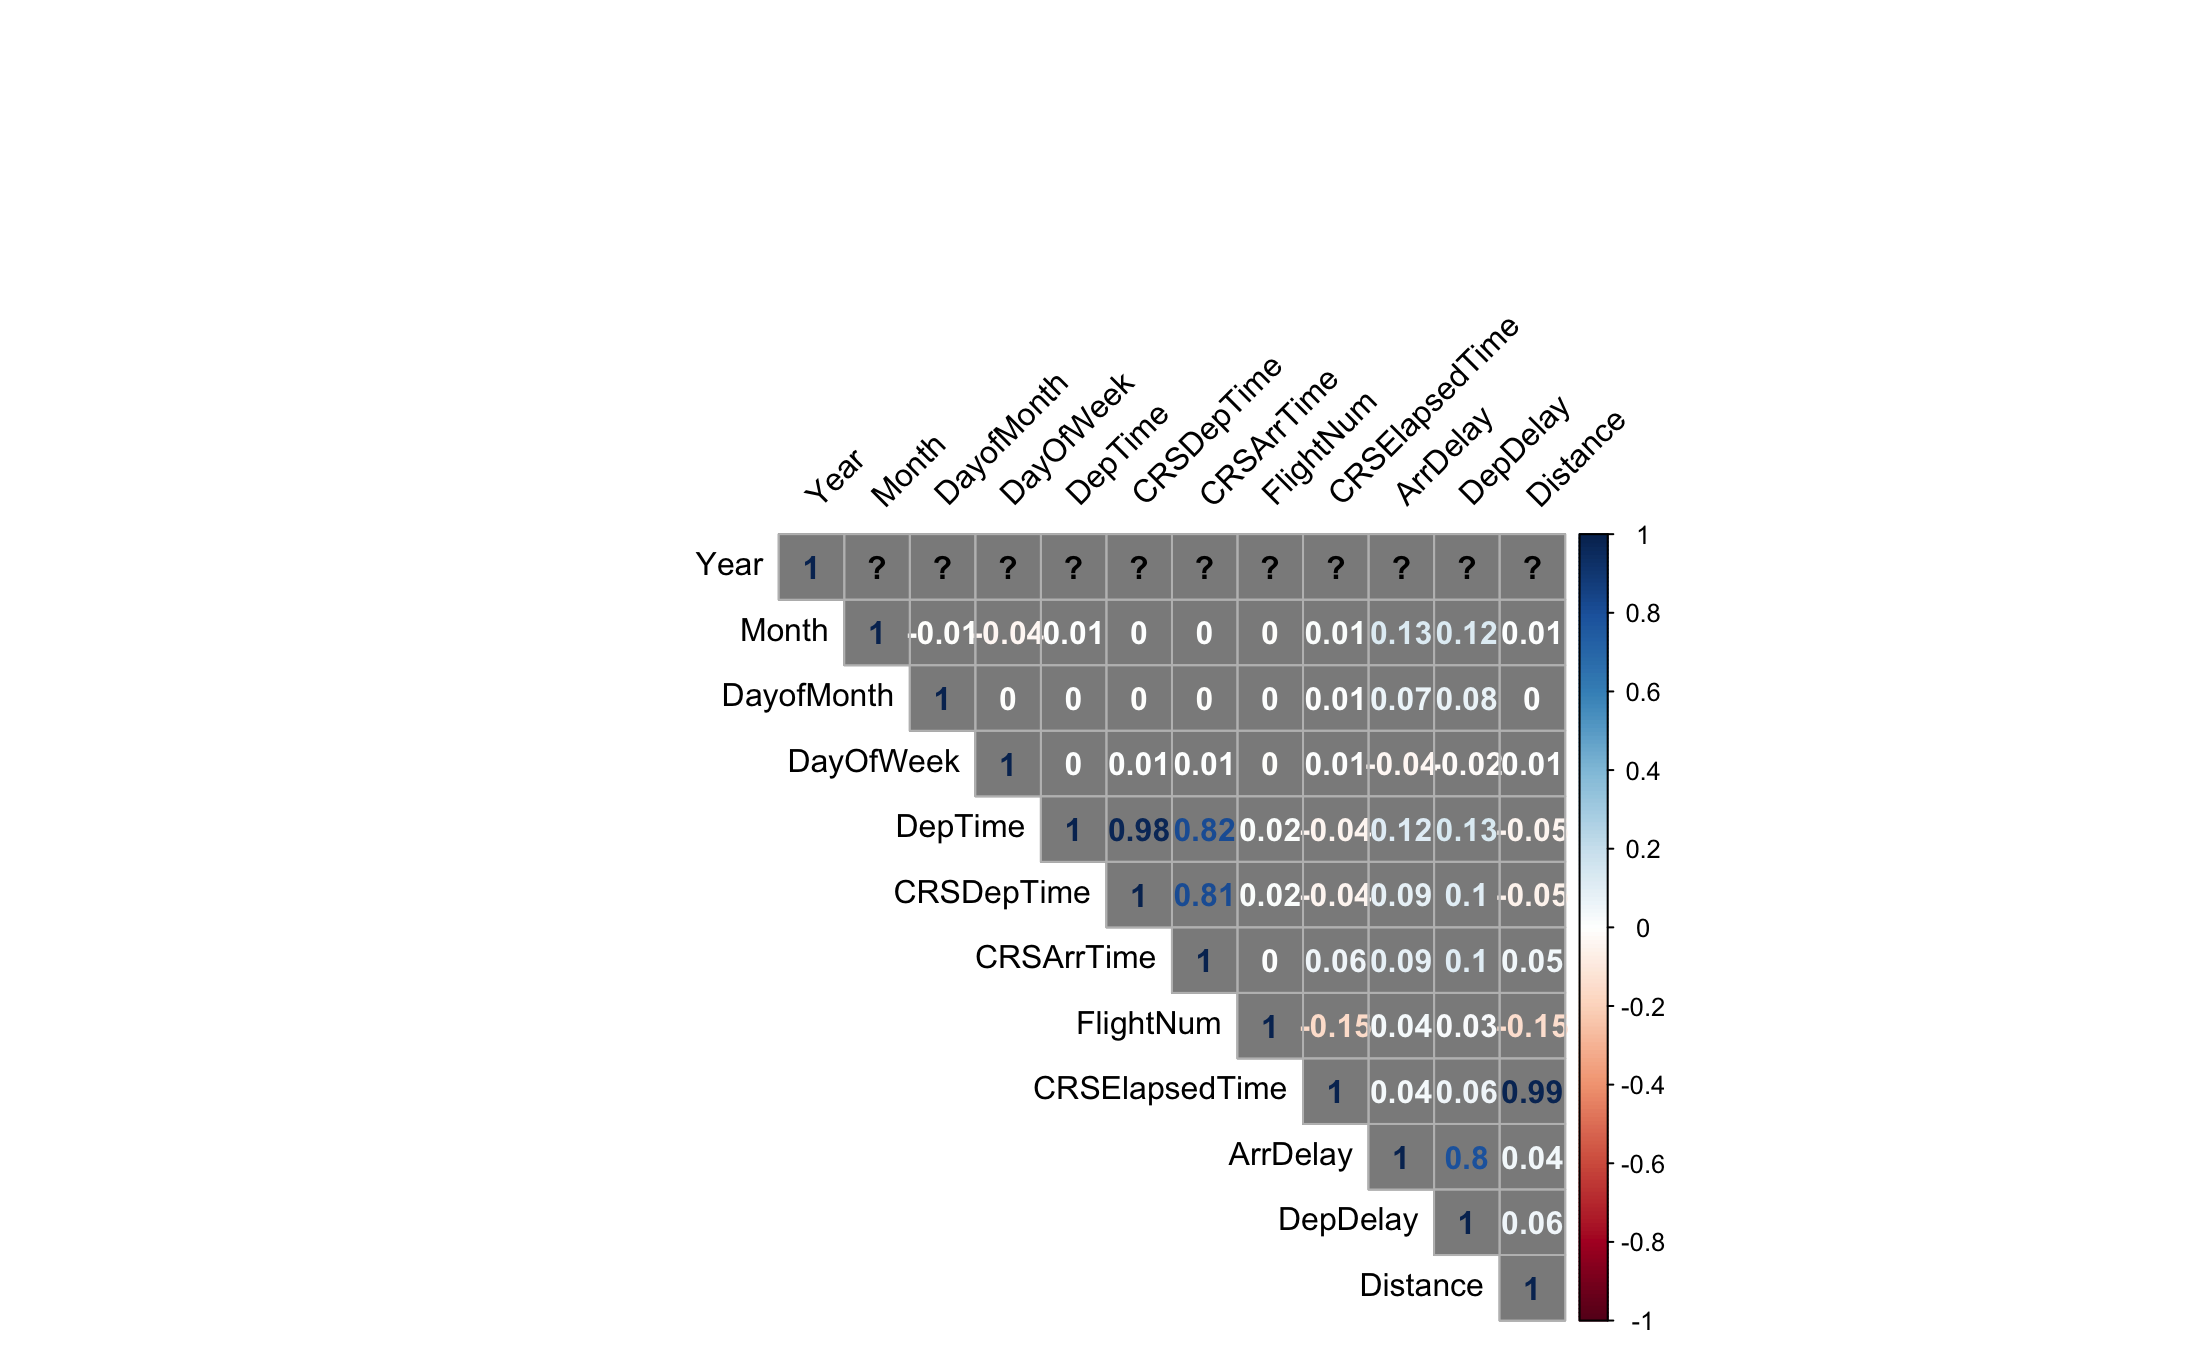 Year Month DayofMonth DayOfWeek DepTime CRSDepTime CRSArrTime FlightNum CRSElapsedTime ArrDelay DepDelay Distance
Year 1 ? ? ? ? ? ? ? ? ? ? ?
Month 1 -0.01 -0.04 0.01 0 0 0 0.01 0.13 0.12 0.01
DayofMonth 1 0 0 0 0 0 0.01 0.07 0.08 0
DayOfWeek 1 0 0.01 0.01 0 0.01 -0.04 -0.02 0.01
DepTime 1 0.98 0.82 0.02 -0.04 0.12 0.13 -0.05
CRSDepTime 1 0.81 0.02 -0.04 0.09 0.1 -0.05
CRSArrTime 1 0 0.06 0.09 0.1 0.05
FlightNum 1 -0.15 0.04 0.03 -0.15
CRSElapsedTime 1 0.04 0.06 0.99
ArrDelay 1 0.8 0.04
DepDelay 1 0.06
Distance 1
1
0.8
0.6
0.4
0.2
0
-0.2
-0.4
-0.6
-0.8
-1